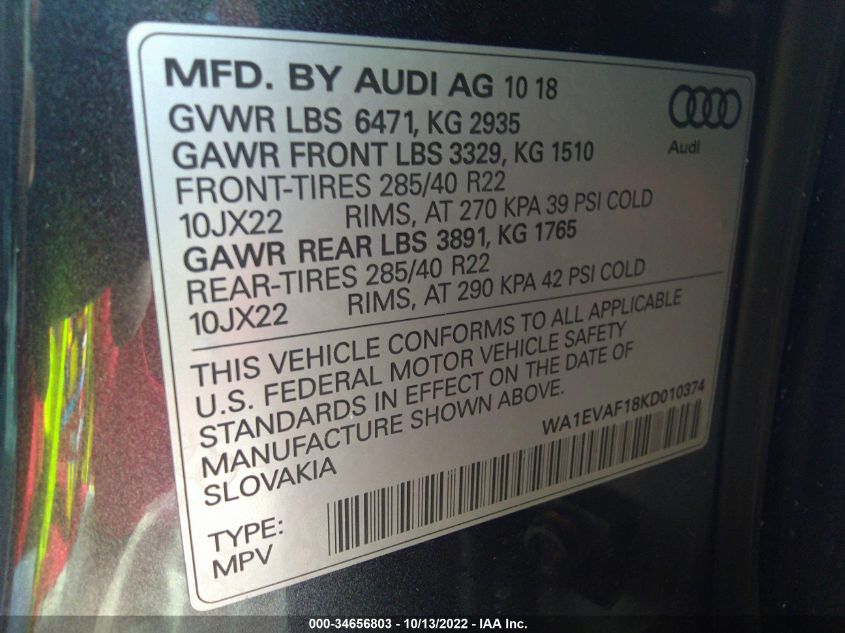 MFD. BY AUDI AG 10 18
Audi
GVWR LBS 6471, KG 2935
GAWR FRONT LBS 3329, KG 1510
FRONT-TIRES 285/40 R22
10JX22 RIMS, AT 270 KPA 39 PSI COLD
GAWR REAR LBS 3891, KG 1765
REAR-TIRES 285/40 R22
10JX22 RIMS, AT 290 KPA 42 PSI COLD
THIS VEHICLE CONFORMS TO ALL APPLICABLE
U.S. FEDERAL MOTOR VEHICLE SAFETY
STANDARDS IN EFFECT ON THE DATE OF
MANUFACTURE SHOWN ABOVE.
SLOVAKIA
WA1EVAF18KD010374
TYPE:
MPV
000-34656803 - 10/13/2022 - IAA Inc.